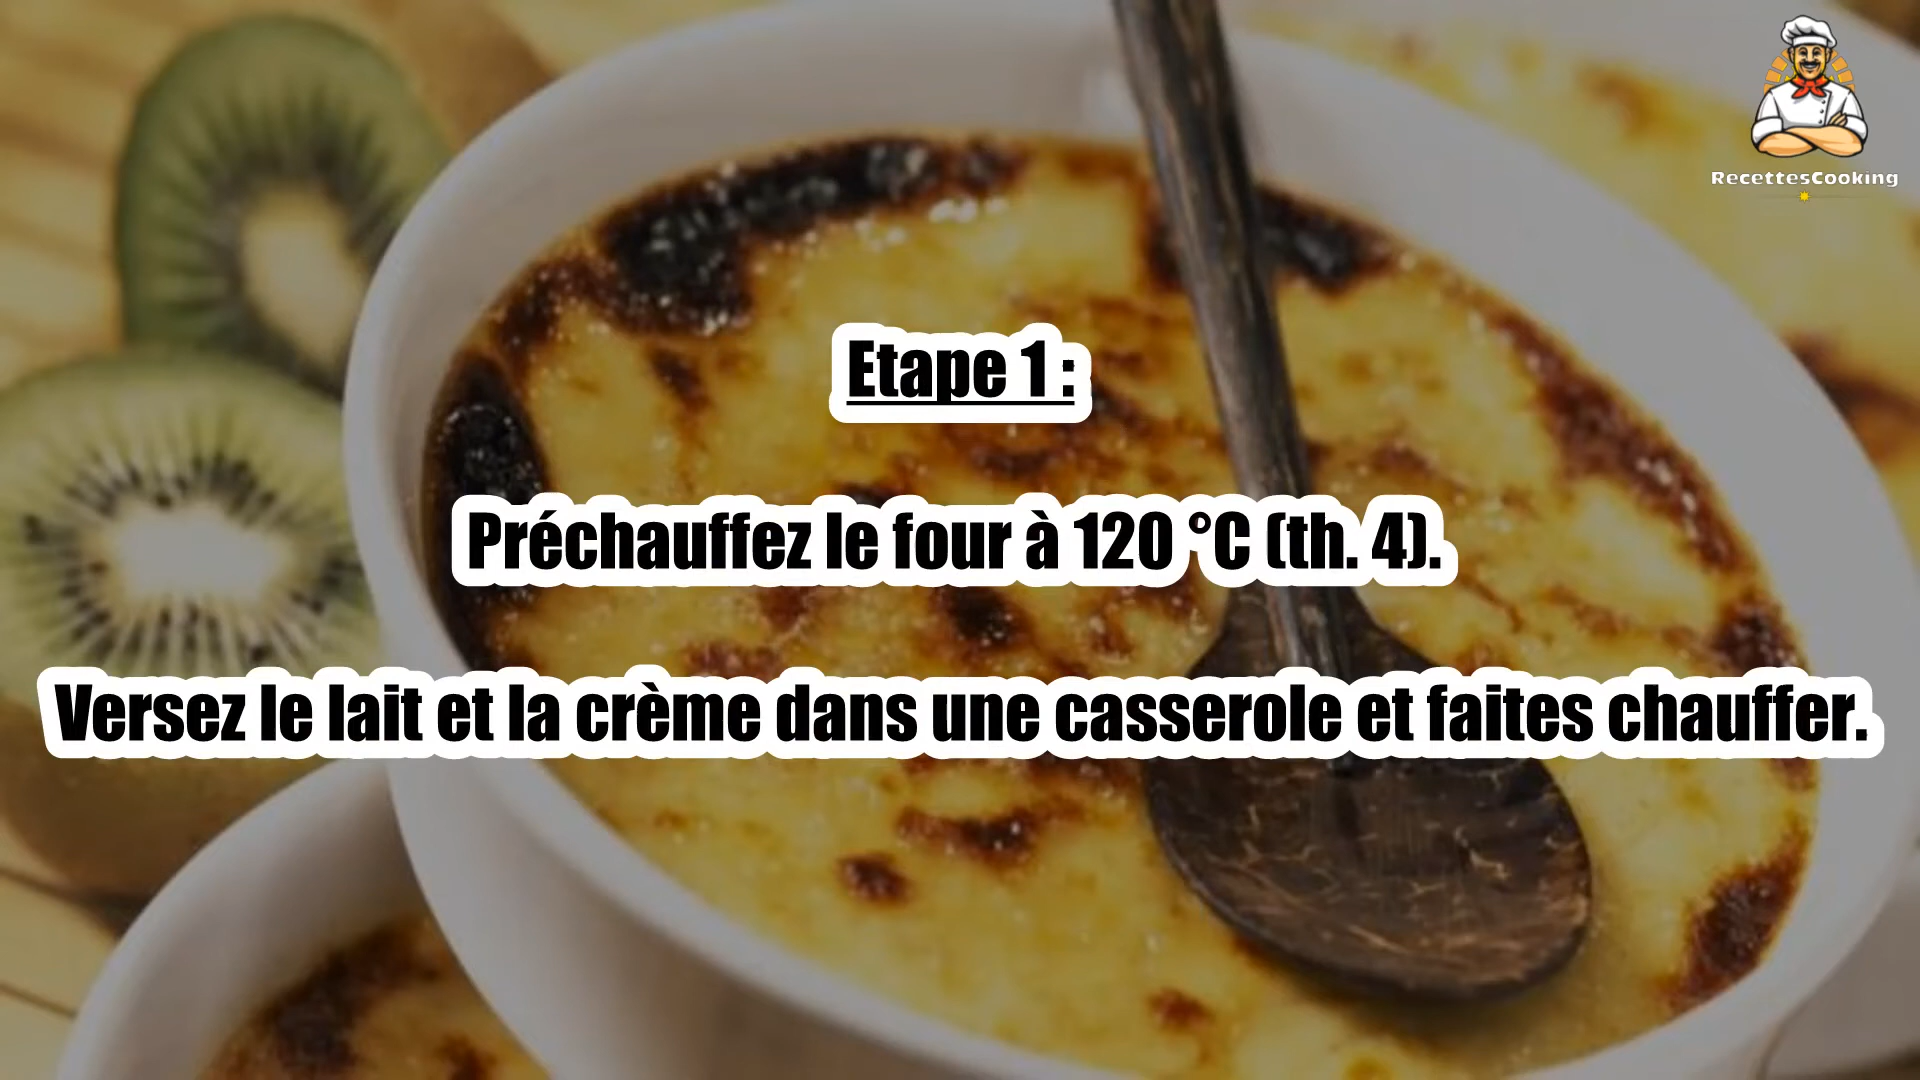 RecettesCooking
Etape 1 :
Préchauffez le four à 120 °C (th. 4).
Versez le lait et la crème dans une casserole et faites chauffer.